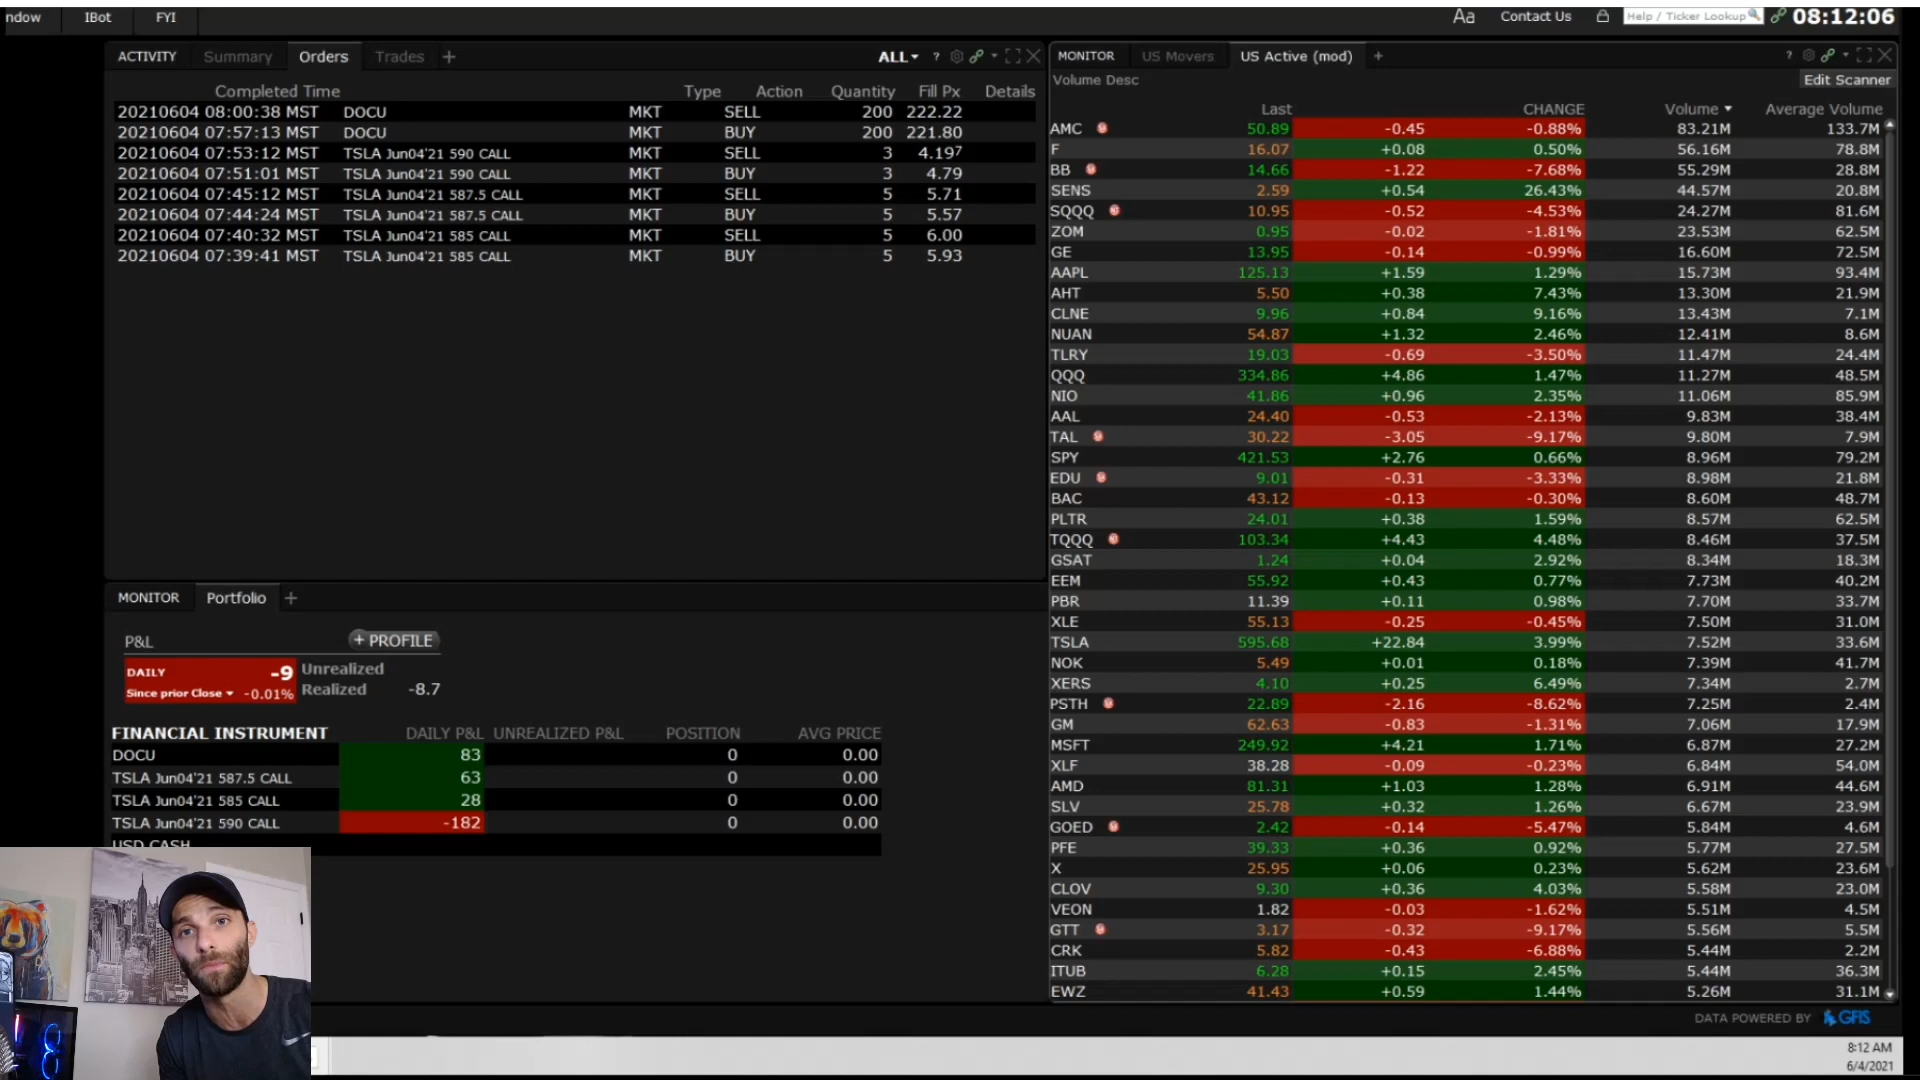 ndow IBot FYI Aa Contact Us Help / Ticker Lookup 08:12:06
ACTIVITY Summary Orders Trades + ALL ?
Completed Time Type Action Quantity Fill Px Details
20210604 08:00:38 MST DOCU MKT SELL 200 222.22
20210604 07:57:13 MST DOCU MKT BUY 200 221.80
20210604 07:53:12 MST TSLA Jun04'21 590 CALL MKT SELL 3 4.197
20210604 07:51:01 MST TSLA Jun04'21 590 CALL MKT BUY 3 4.79
20210604 07:45:12 MST TSLA Jun04'21 587.5 CALL MKT SELL 5 5.71
20210604 07:44:24 MST TSLA Jun04'21 587.5 CALL MKT BUY 5 5.57
20210604 07:40:32 MST TSLA Jun04'21 585 CALL MKT SELL 5 6.00
20210604 07:39:41 MST TSLA Jun04'21 585 CALL MKT BUY 5 5.93
MONITOR Portfolio +
P&L + PROFILE
DAILY -9 Unrealized
Since prior Close -0.01% Realized -8.7
FINANCIAL INSTRUMENT DAILY P&L UNREALIZED P&L POSITION AVG PRICE
DOCU 83 0 0.00
TSLA Jun04'21 587.5 CALL 63 0 0.00
TSLA Jun04'21 585 CALL 28 0 0.00
TSLA Jun04'21 590 CALL -182 0 0.00
USD CASH
MONITOR US Movers US Active (mod) + ?
Volume Desc Edit Scanner
Last CHANGE Volume Average Volume
AMC 50.89 -0.45 -0.88% 83.21M 133.7M
F 16.07 +0.08 0.50% 56.16M 78.8M
BB 14.66 -1.22 -7.68% 55.29M 28.8M
SENS 2.59 +0.54 26.43% 44.57M 20.8M
SQQQ 10.95 -0.52 -4.53% 24.27M 81.6M
ZOM 0.95 -0.02 -1.81% 23.53M 62.5M
GE 13.95 -0.14 -0.99% 16.60M 72.5M
AAPL 125.13 +1.59 1.29% 15.73M 93.4M
AHT 5.50 +0.38 7.43% 13.30M 21.9M
CLNE 9.96 +0.84 9.16% 13.43M 7.1M
NUAN 54.87 +1.32 2.46% 12.41M 8.6M
TLRY 19.03 -0.69 -3.50% 11.47M 24.4M
QQQ 334.86 +4.86 1.47% 11.27M 48.5M
NIO 41.86 +0.96 2.35% 11.06M 85.9M
AAL 24.40 -0.53 -2.13% 9.83M 38.4M
TAL 30.22 -3.05 -9.17% 9.80M 7.9M
SPY 421.53 +2.76 0.66% 8.96M 79.2M
EDU 9.01 -0.31 -3.33% 8.98M 21.8M
BAC 43.12 -0.13 -0.30% 8.60M 48.7M
PLTR 24.01 +0.38 1.59% 8.57M 62.5M
TQQQ 103.34 +4.43 4.48% 8.46M 37.5M
GSAT 1.24 +0.04 2.92% 8.34M 18.3M
EEM 55.92 +0.43 0.77% 7.73M 40.2M
PBR 11.39 +0.11 0.98% 7.70M 33.7M
XLE 55.13 -0.25 -0.45% 7.50M 31.0M
TSLA 595.68 +22.84 3.99% 7.52M 33.6M
NOK 5.49 +0.01 0.18% 7.39M 41.7M
XERS 4.10 +0.25 6.49% 7.34M 2.7M
PSTH 22.89 -2.16 -8.62% 7.25M 2.4M
GM 62.63 -0.83 -1.31% 7.06M 17.9M
MSFT 249.92 +4.21 1.71% 6.87M 27.2M
XLF 38.28 -0.09 -0.23% 6.84M 54.0M
AMD 81.31 +1.03 1.28% 6.91M 44.6M
SLV 25.78 +0.32 1.26% 6.67M 23.9M
GOED 2.42 -0.14 -5.47% 5.84M 4.6M
PFE 39.33 +0.36 0.92% 5.77M 27.5M
X 25.95 +0.06 0.23% 5.62M 23.6M
CLOV 9.30 +0.36 4.03% 5.58M 23.0M
VEON 1.82 -0.03 -1.62% 5.51M 4.5M
GTT 3.17 -0.32 -9.17% 5.56M 5.5M
CRK 5.82 -0.43 -6.88% 5.44M 2.2M
ITUB 6.28 +0.15 2.45% 5.44M 36.3M
EWZ 41.43 +0.59 1.44% 5.26M 31.1M
DATA POWERED BY GFIS
8:12 AM
6/4/2021